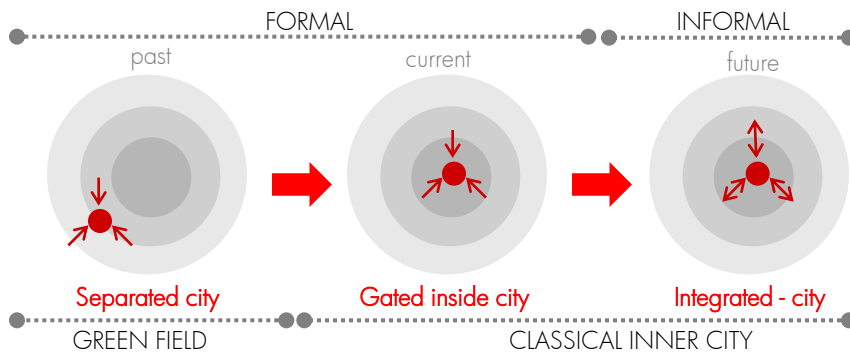 FORMAL
INFORMAL
past
current
future
Separated city
Gated inside city
Integrated - city
GREEN FIELD
CLASSICAL INNER CITY